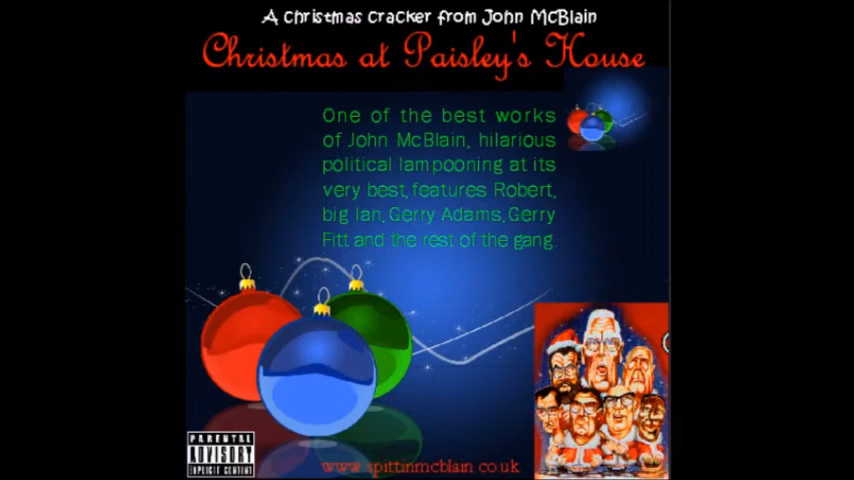 A christmas cracker from John McBlain
Christmas at Paisley's House
One of the best works
of John McBlain, hilarious
political lampooning at its
very best, features Robert,
big Ian, Gerry Adams, Gerry
Fitt and the rest of the gang.
PARENTAL
ADVISORY
EXPLICIT CONTENT
www.spittinmcblain.co.uk